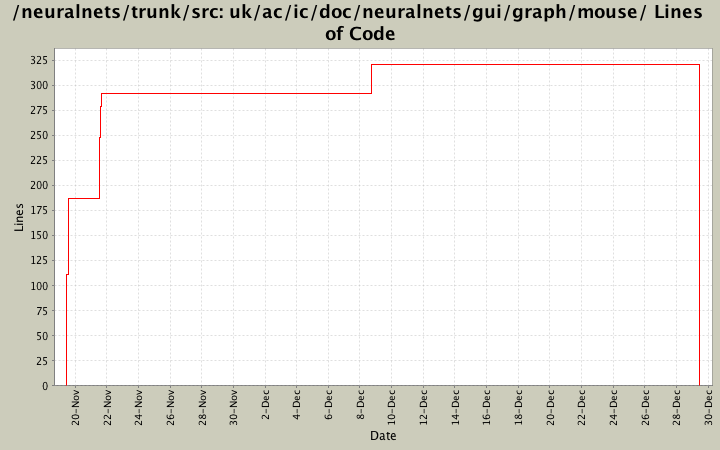 /neuralnets/trunk/src: uk/ac/ic/doc/neuralnets/gui/graph/mouse/ Lines
of Code
325
300
275
250
225
200
175
150
125
100
75
50
25
0
Lines
20-Nov
22-Nov
24-Nov
26-Nov
28-Nov
30-Nov
2-Dec
4-Dec
6-Dec
8-Dec
10-Dec
12-Dec
14-Dec
16-Dec
18-Dec
20-Dec
22-Dec
24-Dec
26-Dec
28-Dec
30-Dec
Date